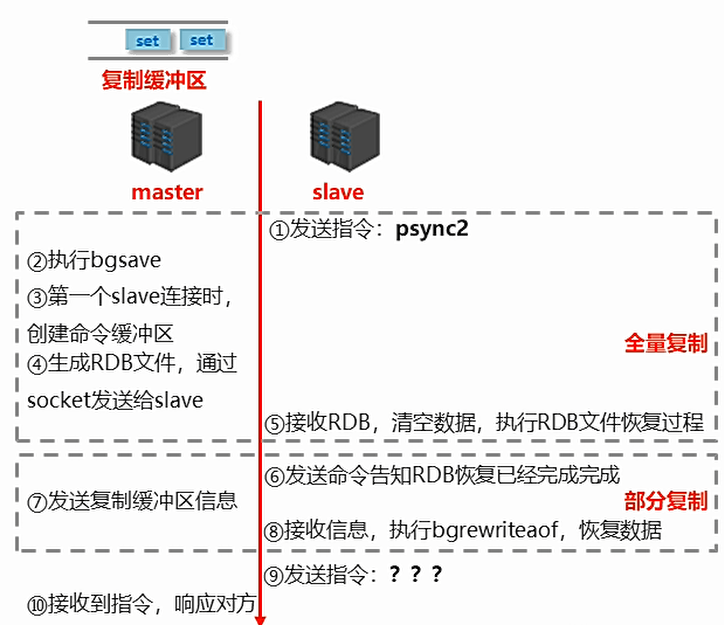 set set
复制缓冲区
master slave
①发送指令：psync2
②执行bgsave
③第一个slave连接时，
创建命令缓冲区
④生成RDB文件，通过
socket发送给slave
全量复制
⑤接收RDB，清空数据，执行RDB文件恢复过程
⑥发送命令告知RDB恢复已经完成完成
⑦发送复制缓冲区信息
部分复制
⑧接收信息，执行bgrewriteaof，恢复数据
⑨发送指令：？？？
⑩接收到指令，响应对方